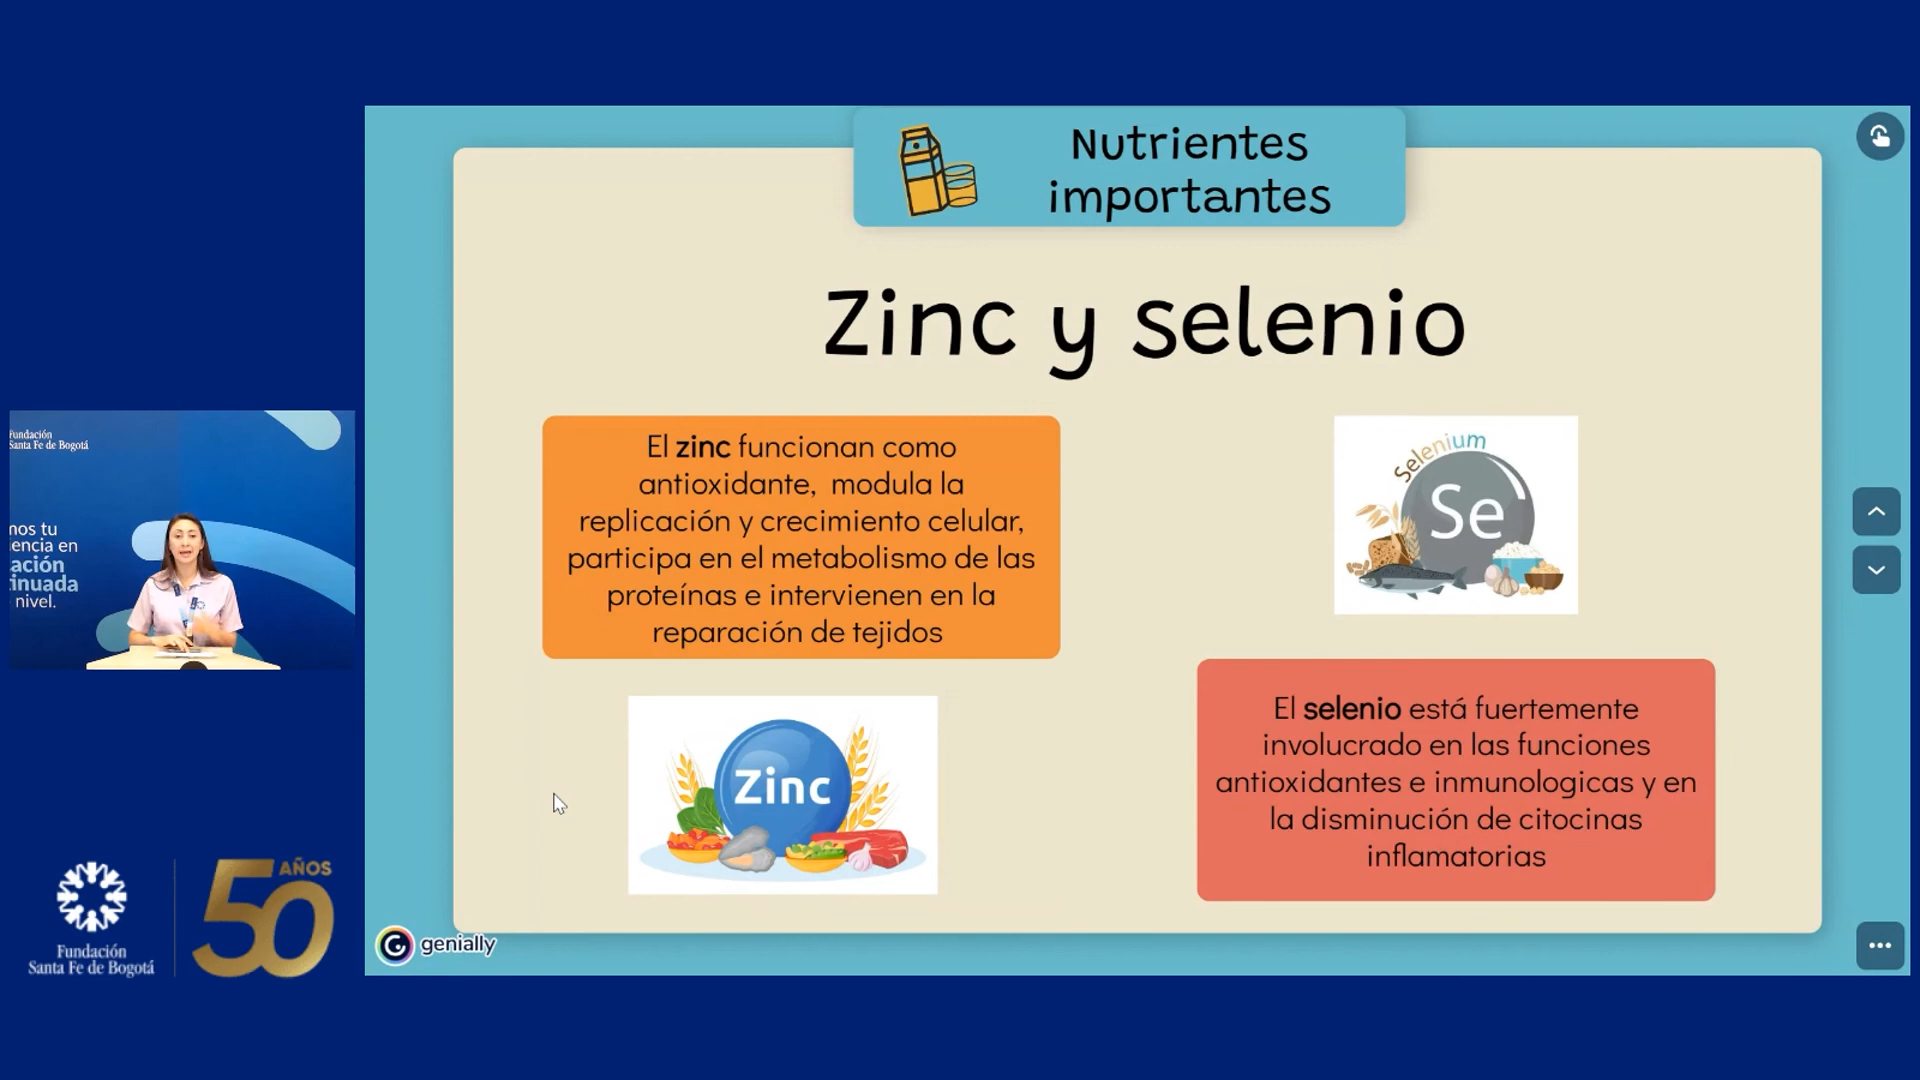 Nutrientes
importantes
Zinc y selenio
El zinc funcionan como
antioxidante, modula la
replicación y crecimiento celular,
participa en el metabolismo de las
proteínas e intervienen en la
reparación de tejidos
Selenium
Se
Zinc
El selenio está fuertemente
involucrado en las funciones
antioxidantes e inmunologicas y en
la disminución de citocinas
inflamatorias
Fundación
Santa Fe de Bogotá
nos tu
encia en
ación
inuada
nivel.
Fundación
Santa Fe de Bogotá
50 AÑOS
genially